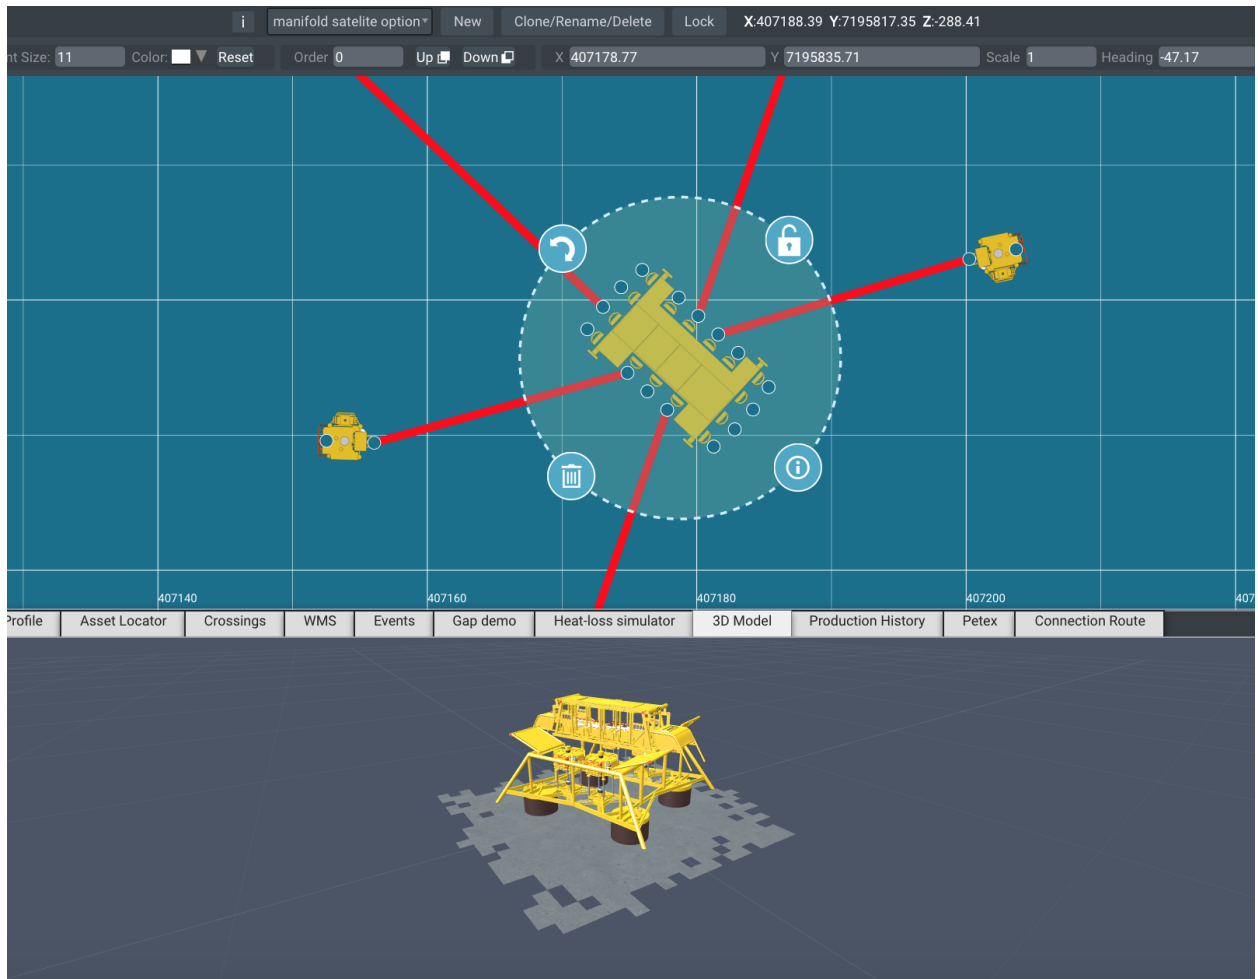 i manifold satelite option New Clone/Rename/Delete Lock X:407188.39 Y:7195817.35 Z:-288.41
nt Size: 11 Color: Reset Order 0 Up Down X 407178.77 Y 7195835.71 Scale 1 Heading -47.17
407140 407160 407180 407200 407
Profile Asset Locator Crossings WMS Events Gap demo Heat-loss simulator 3D Model Production History Petex Connection Route